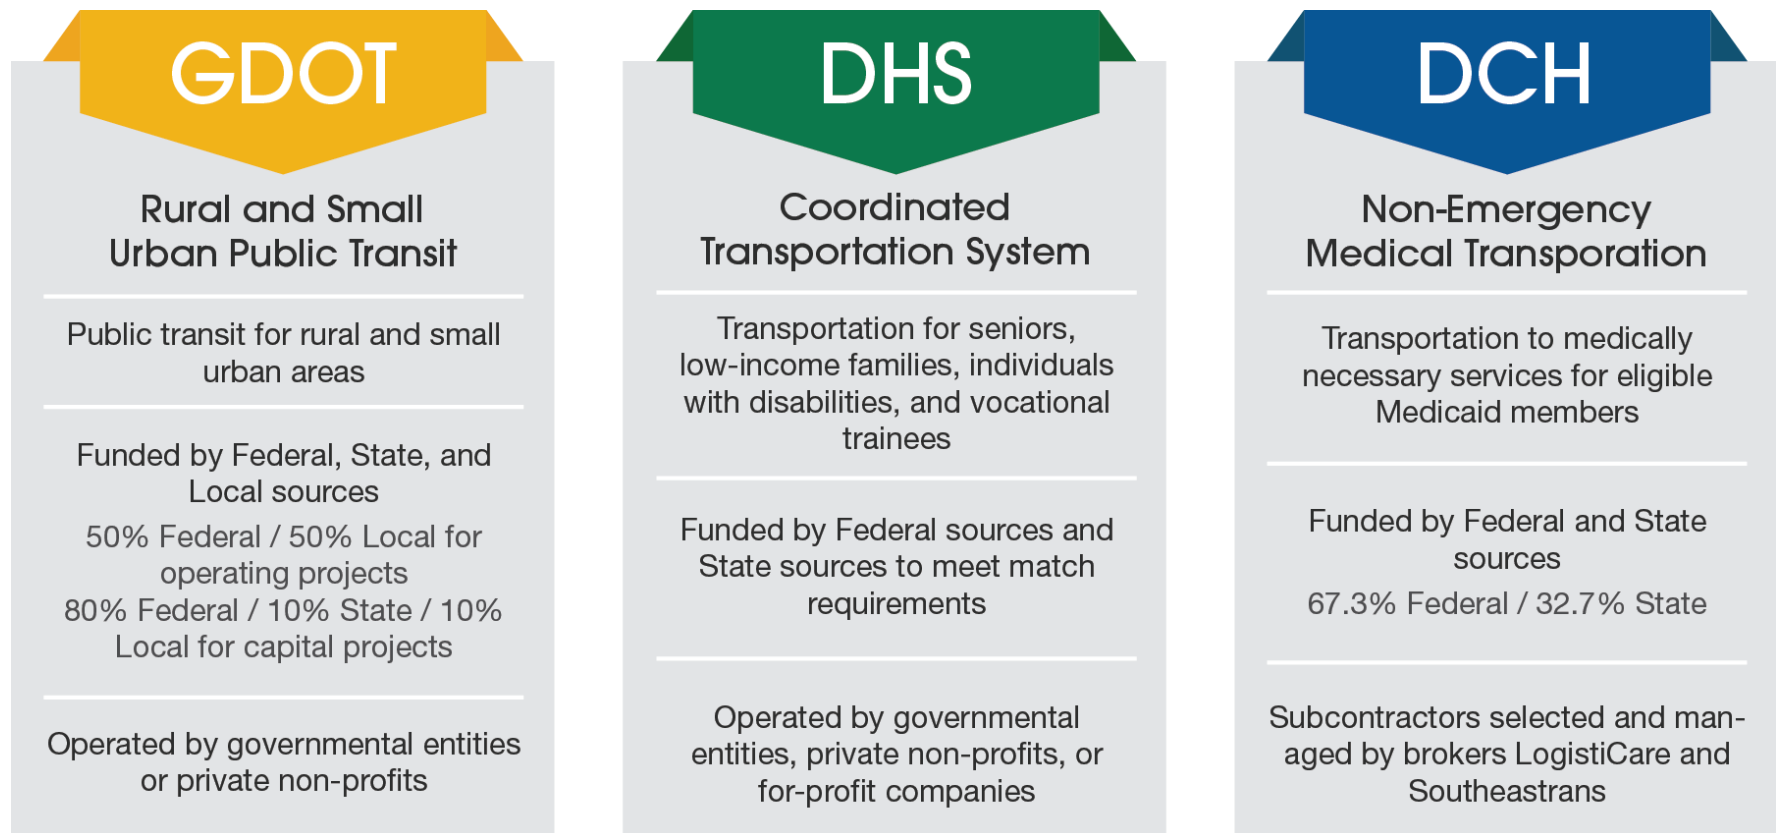 GDOT
Rural and Small
Urban Public Transit
Public transit for rural and small
urban areas
Funded by Federal, State, and
Local sources
50% Federal / 50% Local for
operating projects
80% Federal / 10% State / 10%
Local for capital projects
Operated by governmental entities
or private non-profits
DHS
Coordinated
Transportation System
Transportation for seniors,
low-income families, individuals
with disabilities, and vocational
trainees
Funded by Federal sources and
State sources to meet match
requirements
Operated by governmental
entities, private non-profits, or
for-profit companies
DCH
Non-Emergency
Medical Transporation
Transportation to medically
necessary services for eligible
Medicaid members
Funded by Federal and State
sources
67.3% Federal / 32.7% State
Subcontractors selected and man-
aged by brokers LogistiCare and
Southeastrans